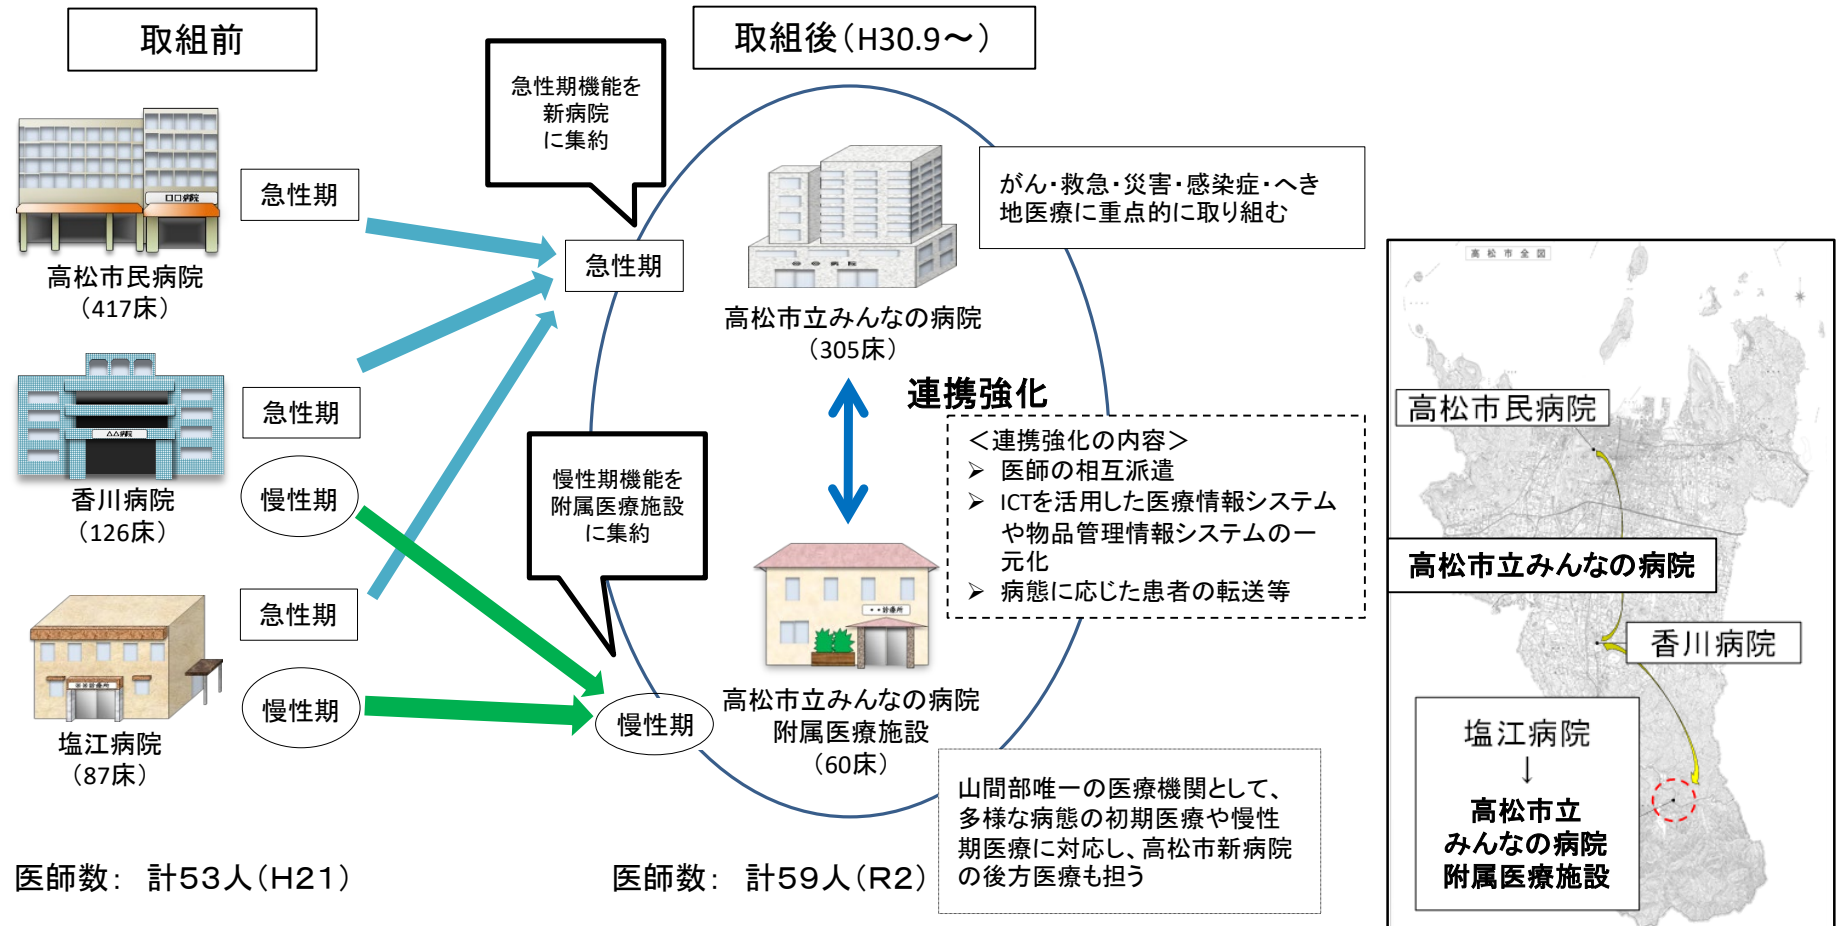 取組前
取組後（H30.9～）
急性期機能を
新病院
に集約
口口病院
急性期
高松市民病院
（417床）
△△病院
急性期
慢性期
香川病院
（126床）
急性期
慢性期
塩江病院
（87床）
医師数： 計53人（H21）
急性期
高松市立みんなの病院
（305床）
がん・救急・災害・感染症・へき
地医療に重点的に取り組む
連携強化
＜連携強化の内容＞
➢ 医師の相互派遣
➢ ICTを活用した医療情報システム
や物品管理情報システムの一
元化
➢ 病態に応じた患者の転送等
慢性期機能を
附属医療施設
に集約
慢性期
高松市立みんなの病院
附属医療施設
（60床）
山間部唯一の医療機関として、
多様な病態の初期医療や慢性
期医療に対応し、高松市新病院
の後方医療も担う
医師数： 計59人（R2）
高松市全図
高松市民病院
高松市立みんなの病院
香川病院
塩江病院
↓
高松市立
みんなの病院
附属医療施設